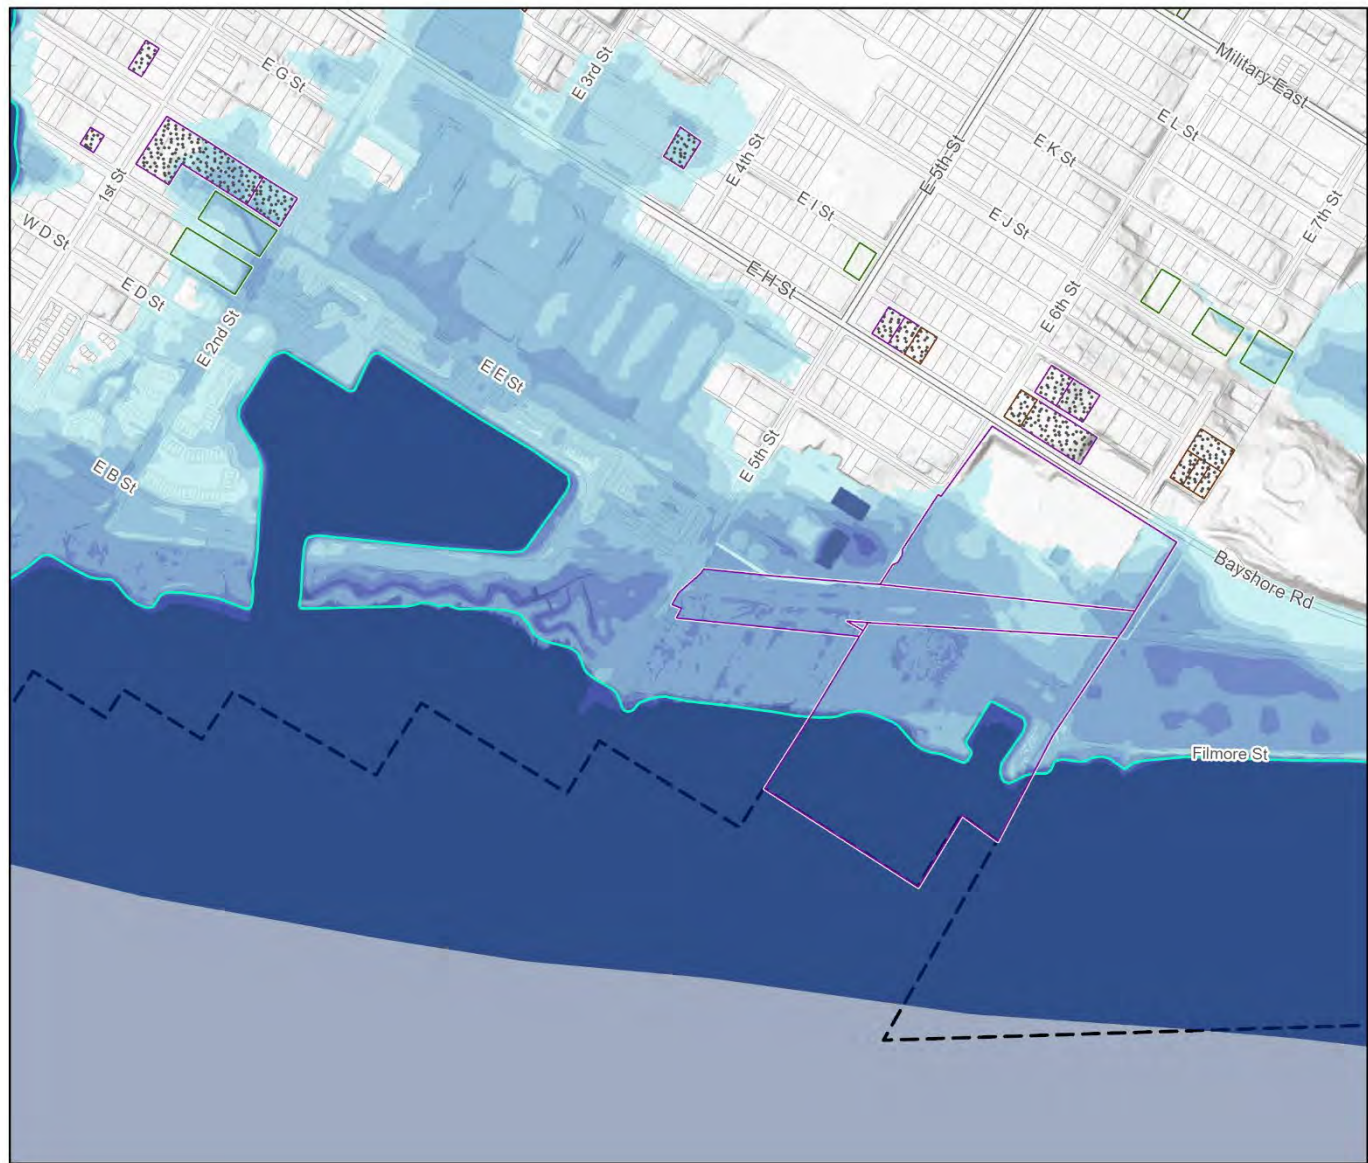 Military East
E G St
E 3rd St
E L St
E K St
E 4th St
E 5th St
E 7th St
1st St
E I St
E J St
W D St
E D St
E H St
E 6th St
E 2nd St
E E St
E 5th St
E B St
Bayshore Rd
Filmore St